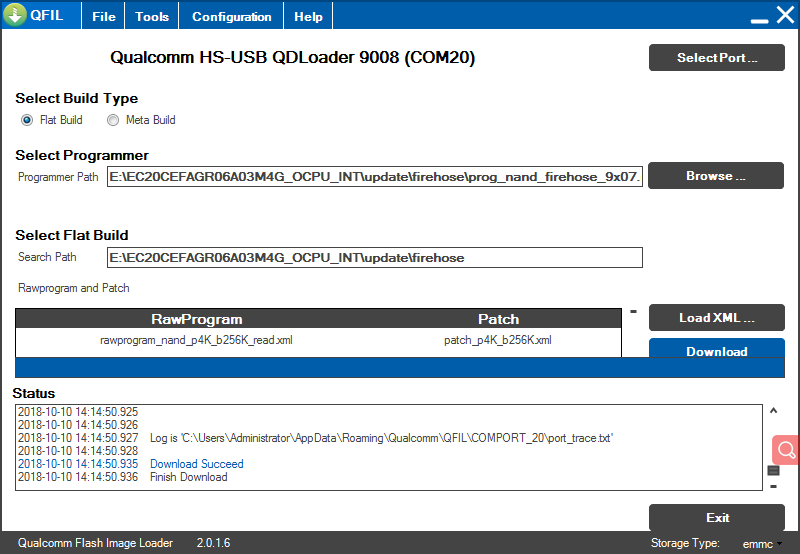 QFIL File Tools Configuration Help
Qualcomm HS-USB QDLoader 9008 (COM20)
Select Port ...
Select Build Type
Flat Build Meta Build
Select Programmer
Programmer Path E:\EC20CEFAGR06A03M4G_OCPU_INT\update\firehose\prog_nand_firehose_9x07. Browse ...
Select Flat Build
Search Path E:\EC20CEFAGR06A03M4G_OCPU_INT\update\firehose
Rawprogram and Patch
RawProgram Patch Load XML ...
rawprogram_nand_p4K_b256K_read.xml patch_p4K_b256K.xml
Download
Status
2018-10-10 14:14:50.925
2018-10-10 14:14:50.926
2018-10-10 14:14:50.927 Log is 'C:\Users\Administrator\AppData\Roaming\Qualcomm\QFIL\COMPORT_20\port_trace.txt'
2018-10-10 14:14:50.928
2018-10-10 14:14:50.935 Download Succeed
2018-10-10 14:14:50.936 Finish Download
Exit
Qualcomm Flash Image Loader 2.0.1.6 Storage Type: emmc